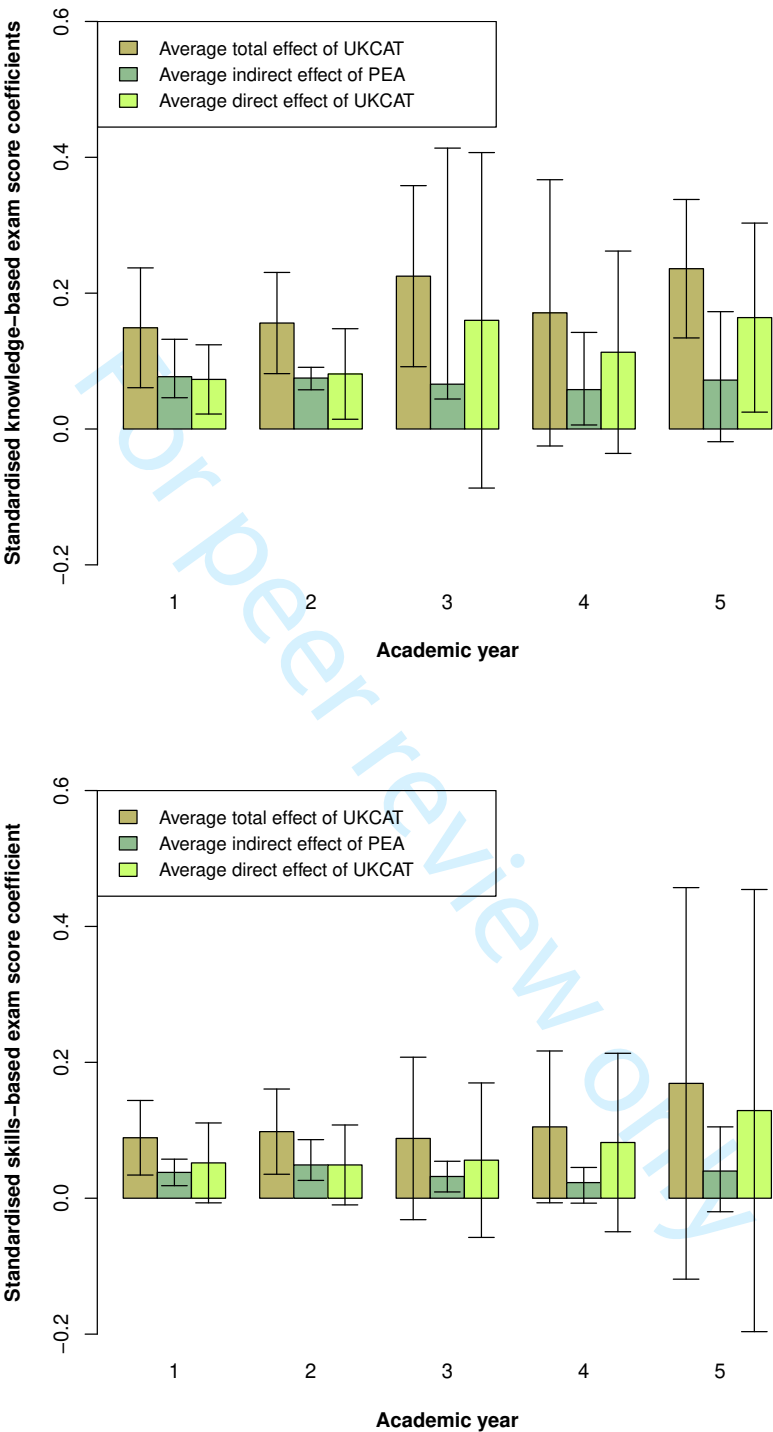 Standardised knowledge−based exam score coefficients
0.6
0.4
0.2
0.0
−0.2
Average total effect of UKCAT
Average indirect effect of PEA
Average direct effect of UKCAT
1 2 3 4 5
Academic year
For peer review only
Standardised skills−based exam score coefficient
0.6
0.4
0.2
0.0
−0.2
Average total effect of UKCAT
Average indirect effect of PEA
Average direct effect of UKCAT
1 2 3 4 5
Academic year